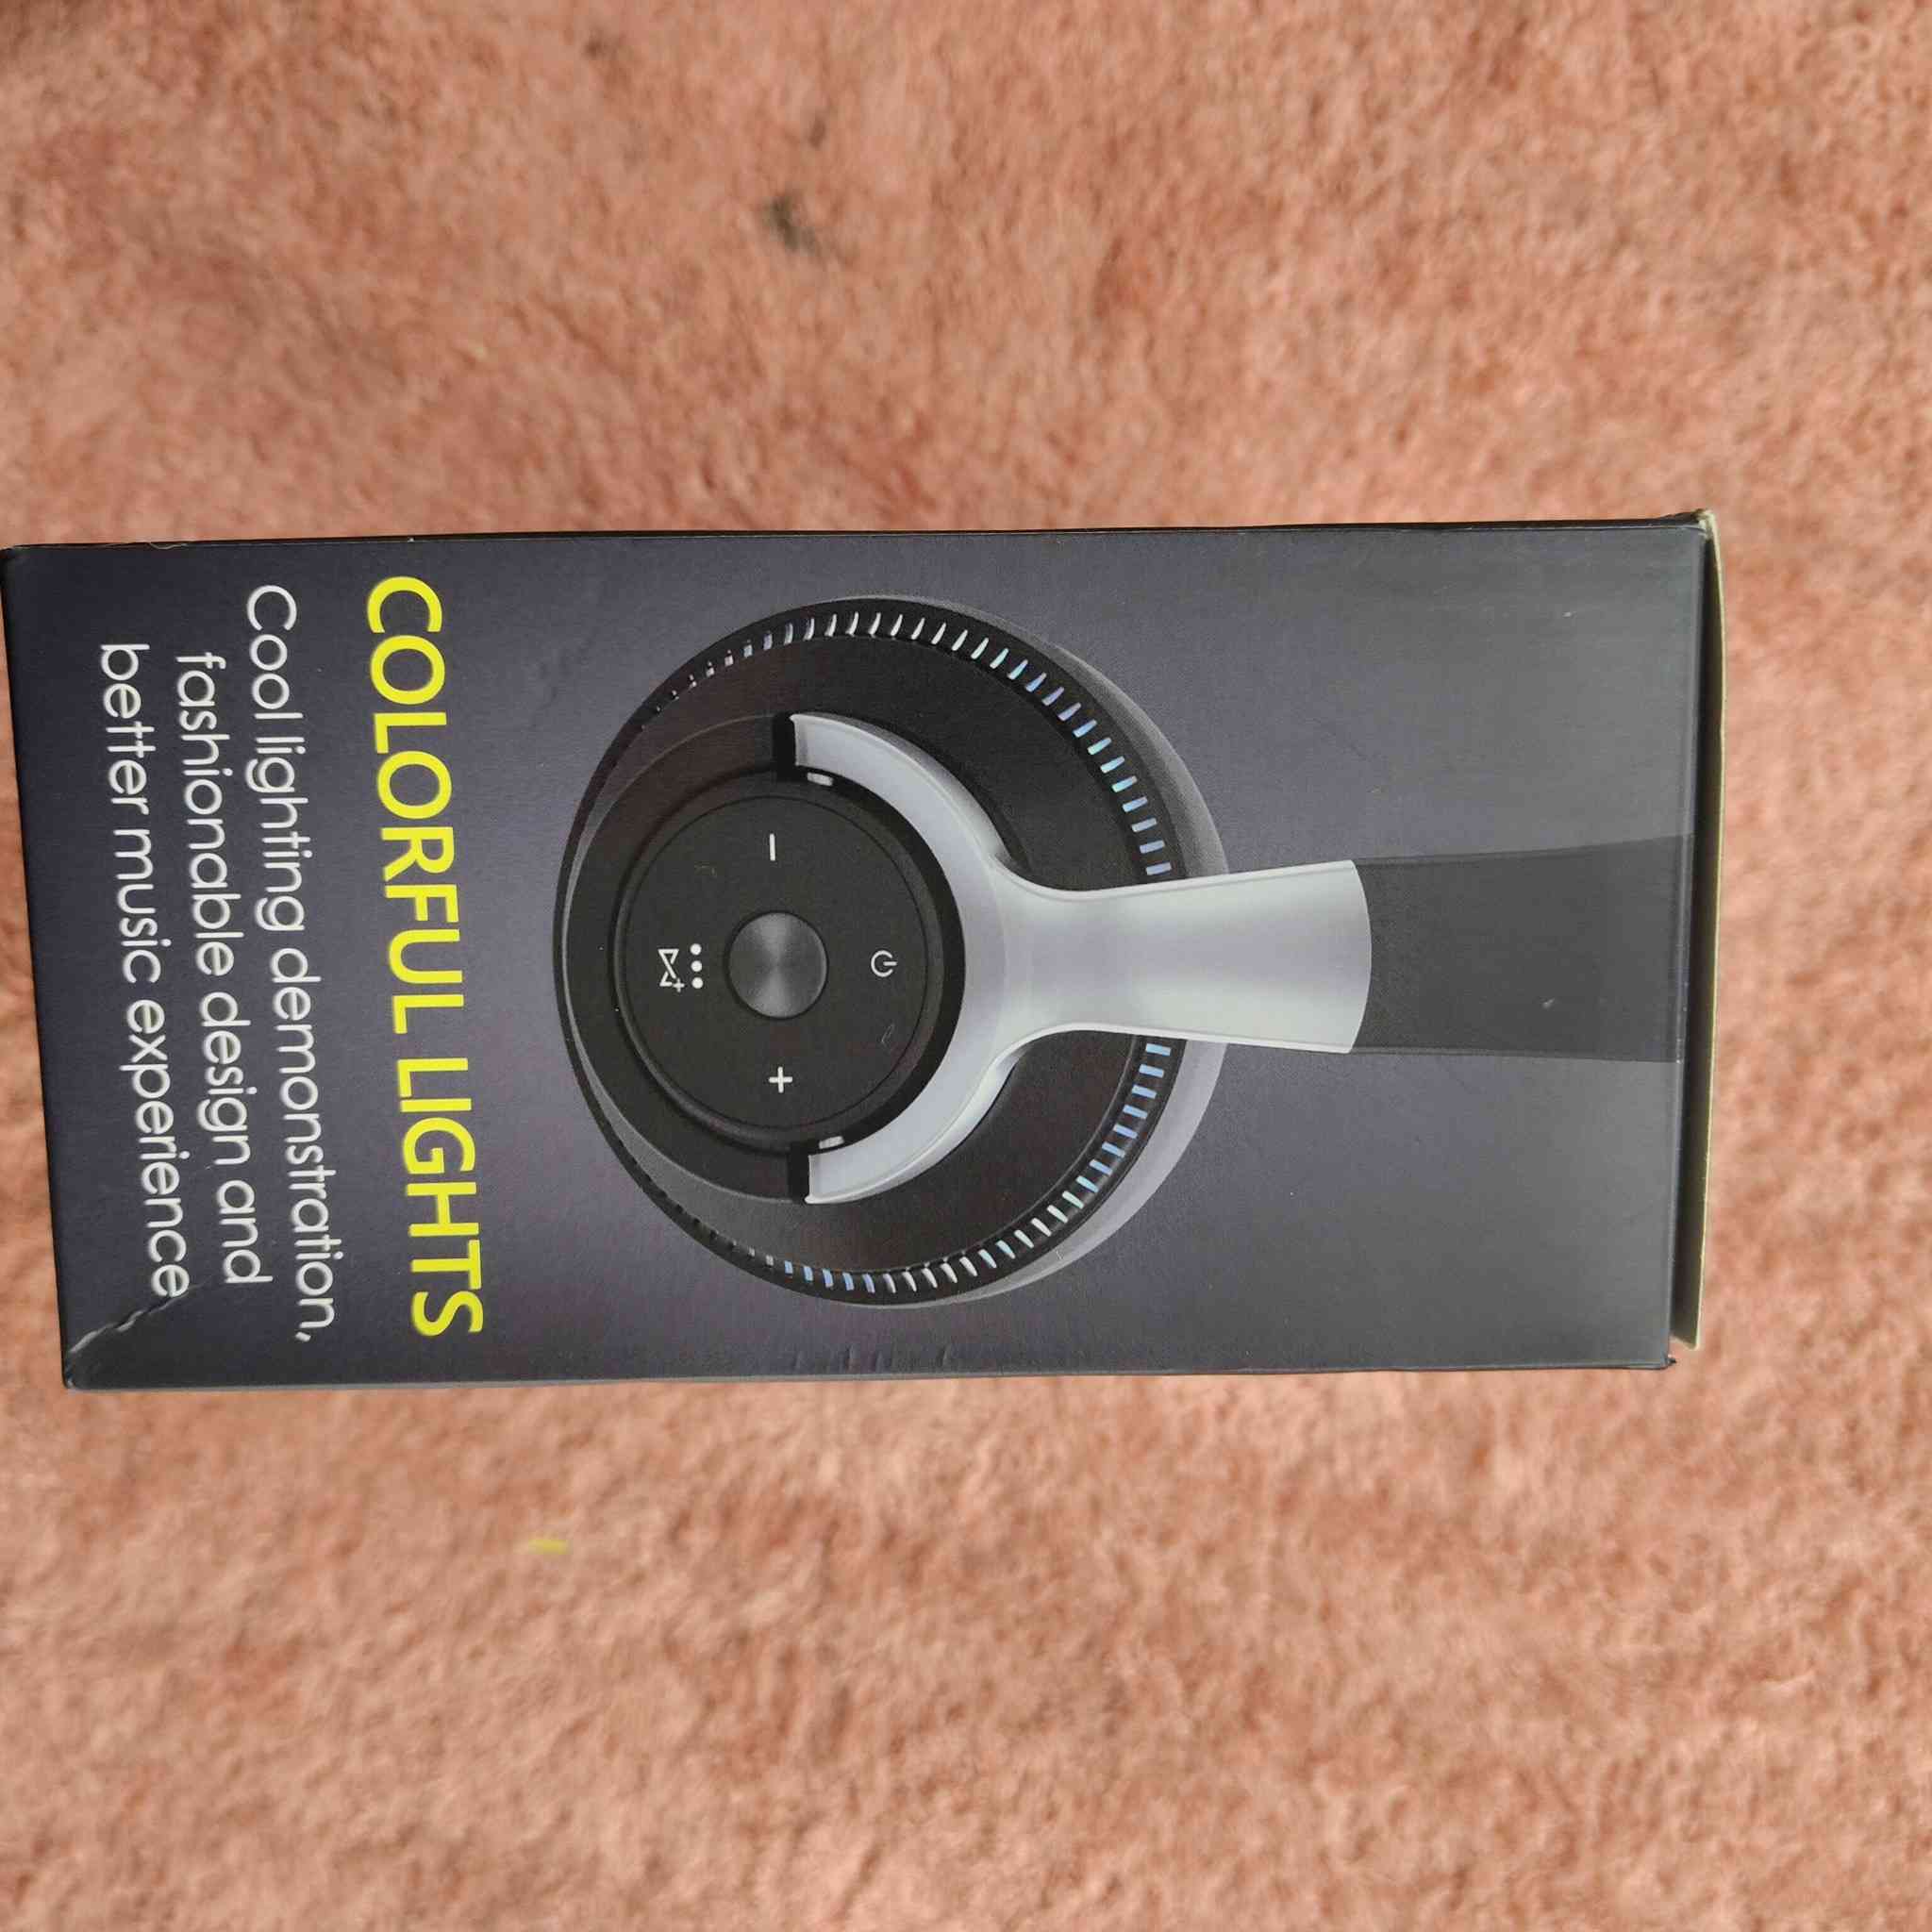 COLORFUL LIGHTS
Cool lighting demonstration,
fashionable design and
better music experience